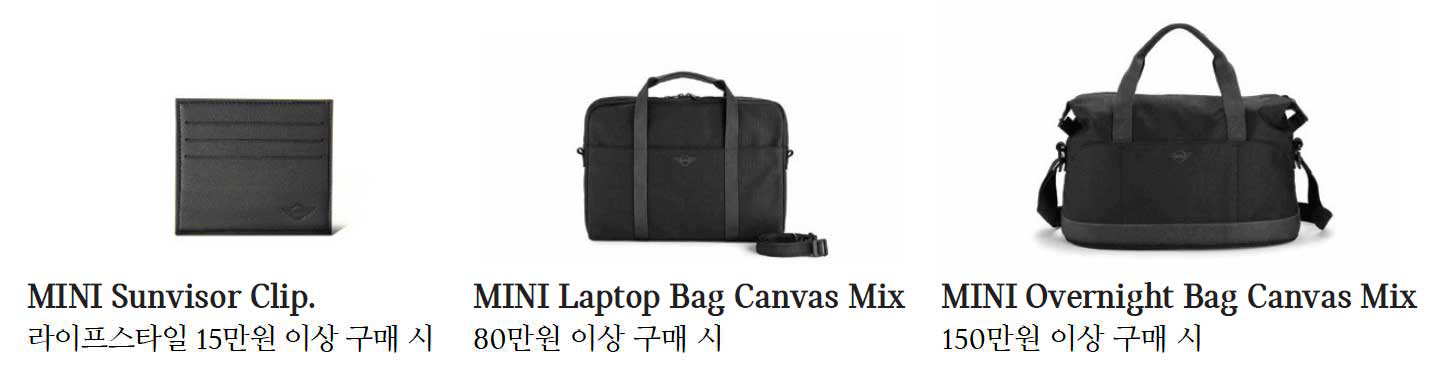 MINI Sunvisor Clip.
라이프스타일 15만원 이상 구매 시
MINI Laptop Bag Canvas Mix
80만원 이상 구매 시
MINI Overnight Bag Canvas Mix
150만원 이상 구매 시